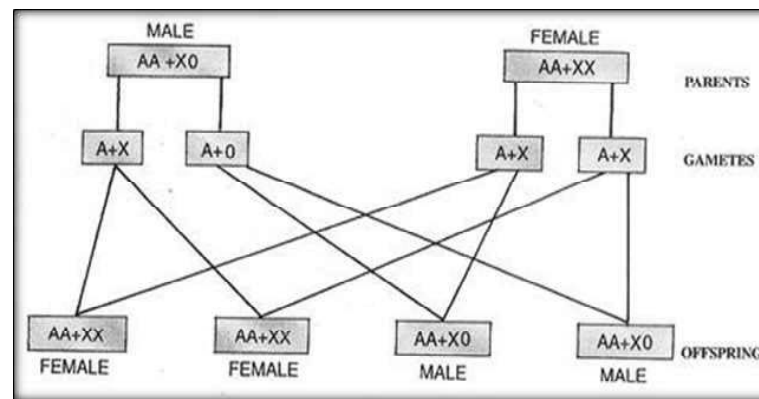 MALE
AA +X0
FEMALE
AA+XX
PARENTS
A+X
A+0
A+X
A+X
GAMETES
AA+XX
FEMALE
AA+XX
FEMALE
AA+X0
MALE
AA+X0
MALE
OFFSPRING